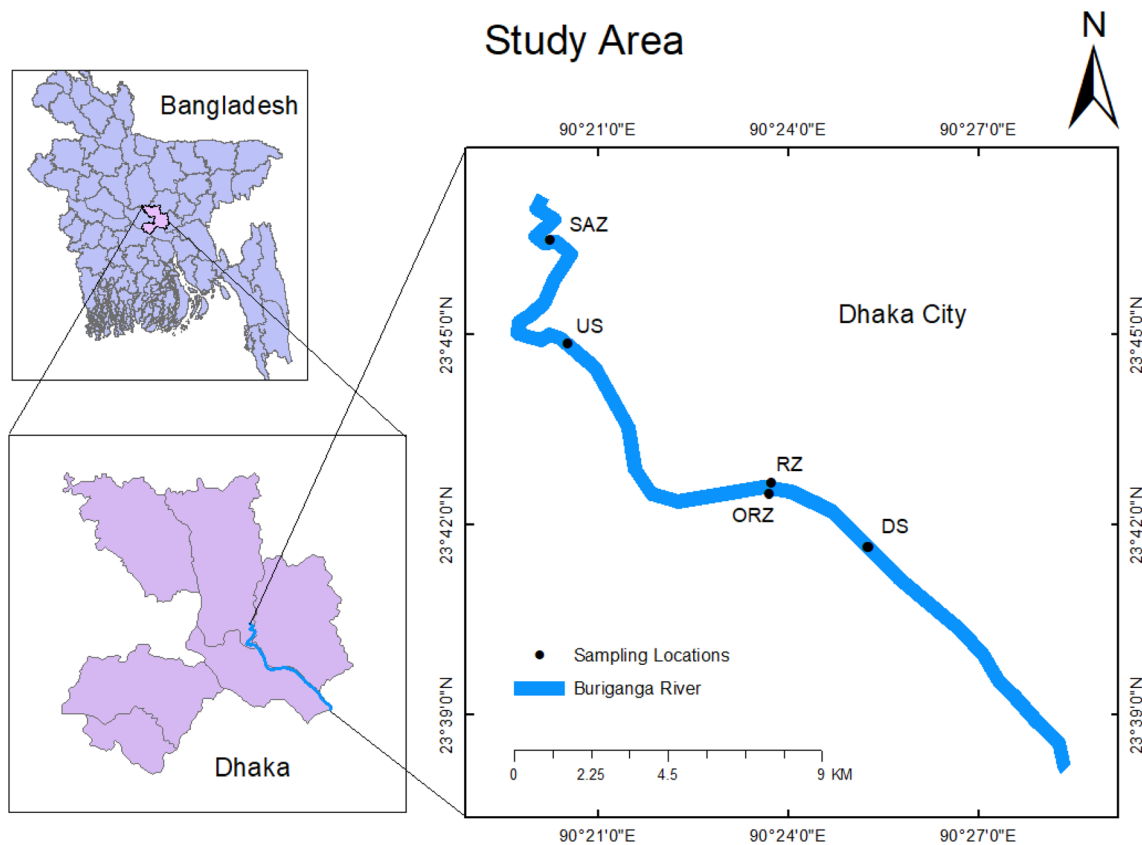 Study Area
N
Bangladesh
Dhaka
90°21'0"E 90°24'0"E 90°27'0"E
SAZ
Dhaka City
23°45'0"N 23°45'0"N
US
RZ
ORZ
DS
23°42'0"N 23°42'0"N
Sampling Locations
Buriganga River
23°39'0"N 23°39'0"N
0 2.25 4.5 9 KM
90°21'0"E 90°24'0"E 90°27'0"E